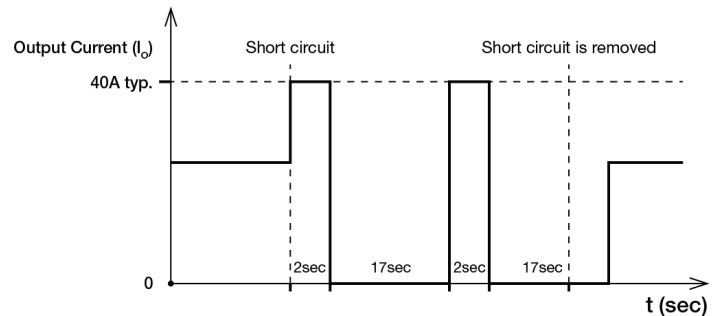 Output Current (Io)
Short circuit
Short circuit is removed
40A typ.
2sec
17sec
2sec
17sec
0
t (sec)